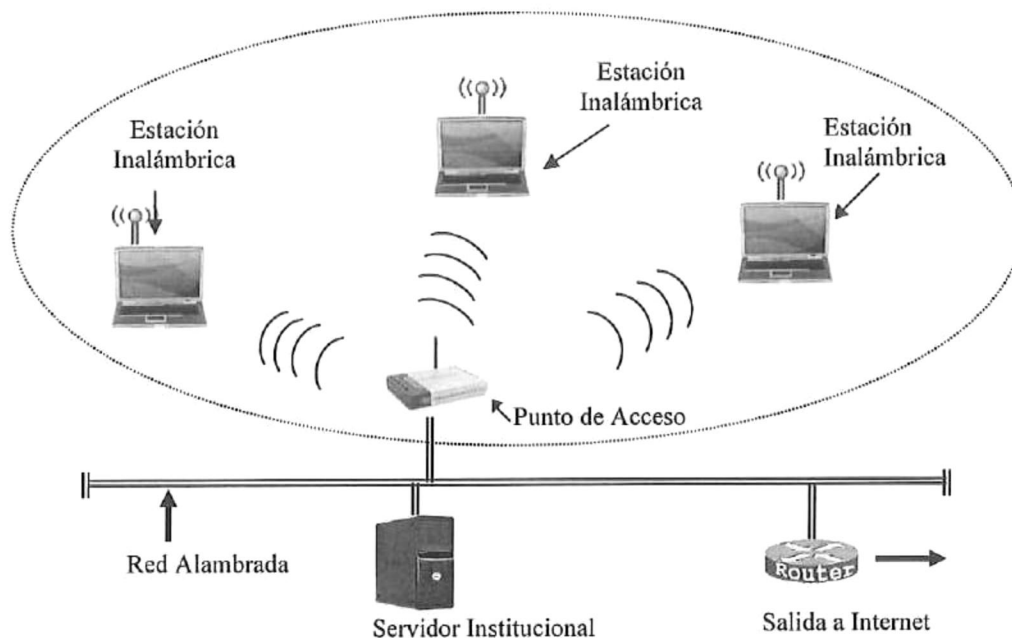 Estación
Inalámbrica
Estación
Inalámbrica
Estación
Inalámbrica
Punto de Acceso
Red Alambrada
Router
Servidor Institucional
Salida a Internet